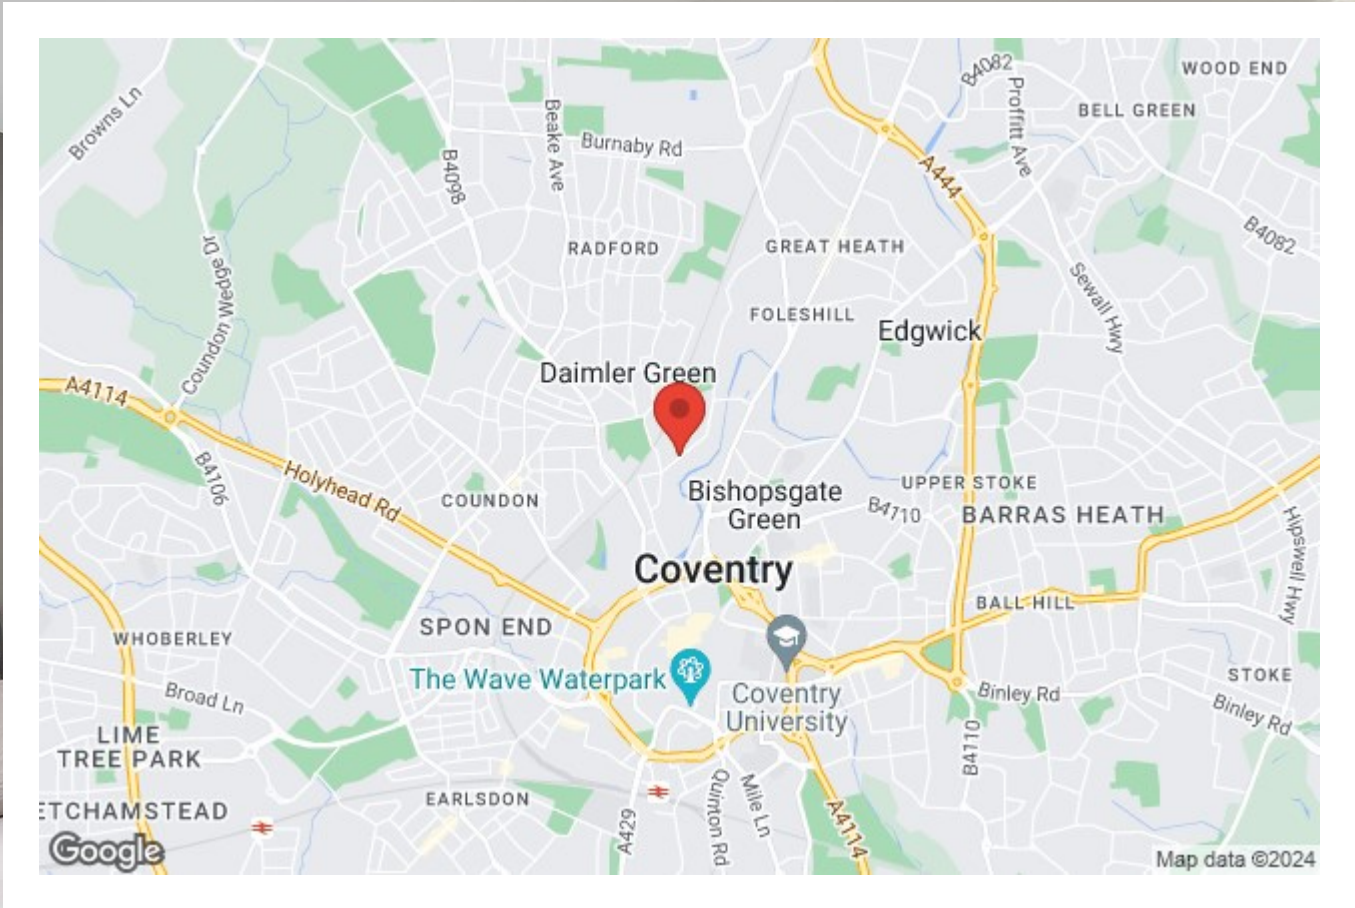 B4082
WOOD END
Proffitt Ave
BELL GREEN
Browns Ln
Beake Ave
Burnaby Rd
B4098
A444
B4082
RADFORD
GREAT HEATH
Coundon Wedge Dr
Sewall Hwy
FOLESHILL
Edgwick
Daimler Green
A4114
B4106
Holyhead Rd
COUNDON
Bishopsgate
Green
UPPER STOKE
B4110
BARRAS HEATH
Hipswell Hwy
Coventry
BALL HILL
SPON END
WHOBERLEY
The Wave Waterpark
STOKE
Broad Ln
Coventry
University
Binley Rd
Binley Rd
LIME
TREE PARK
B4110
Quinton Rd
Mile Ln
EARLSDON
ETCHAMSTEAD
A429
A4114
Google
Map data ©2024